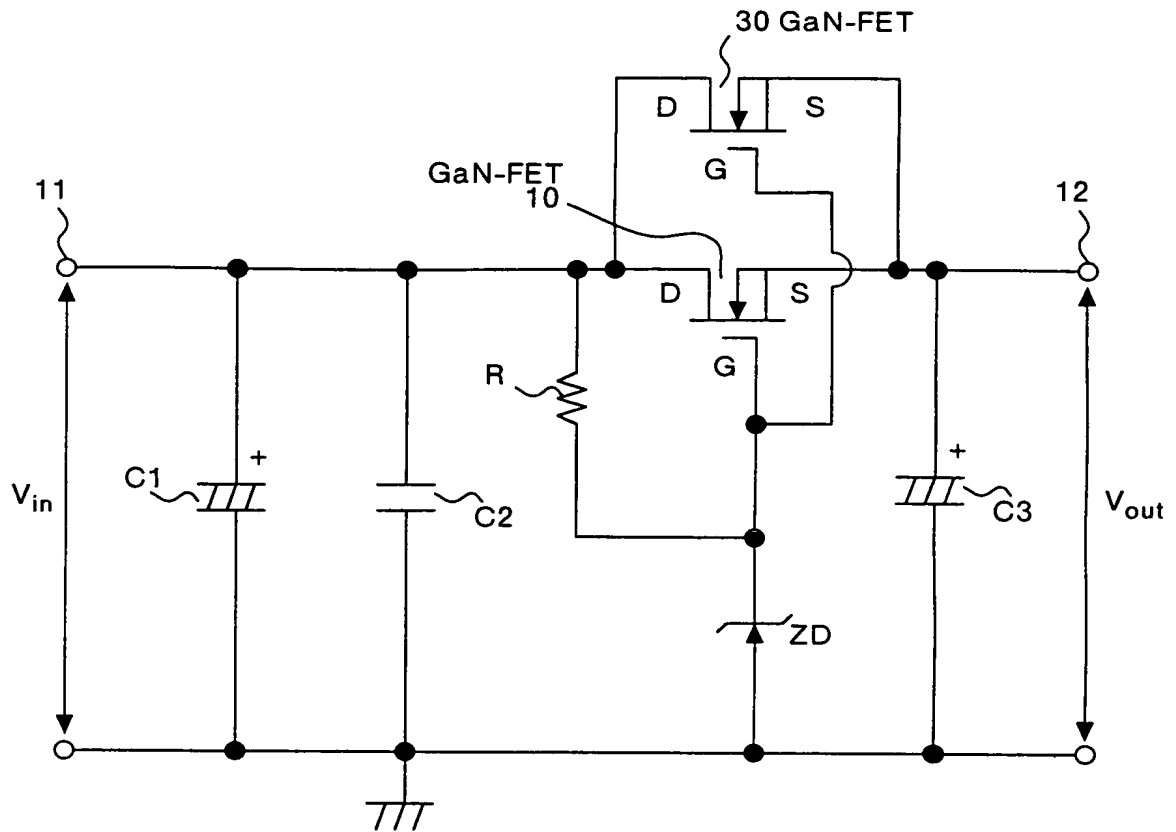 30 GaN-FET
D
S
G
GaN-FET
10
11
12
D
S
G
R
+
+
C1
C2
C3
Vin
Vout
ZD